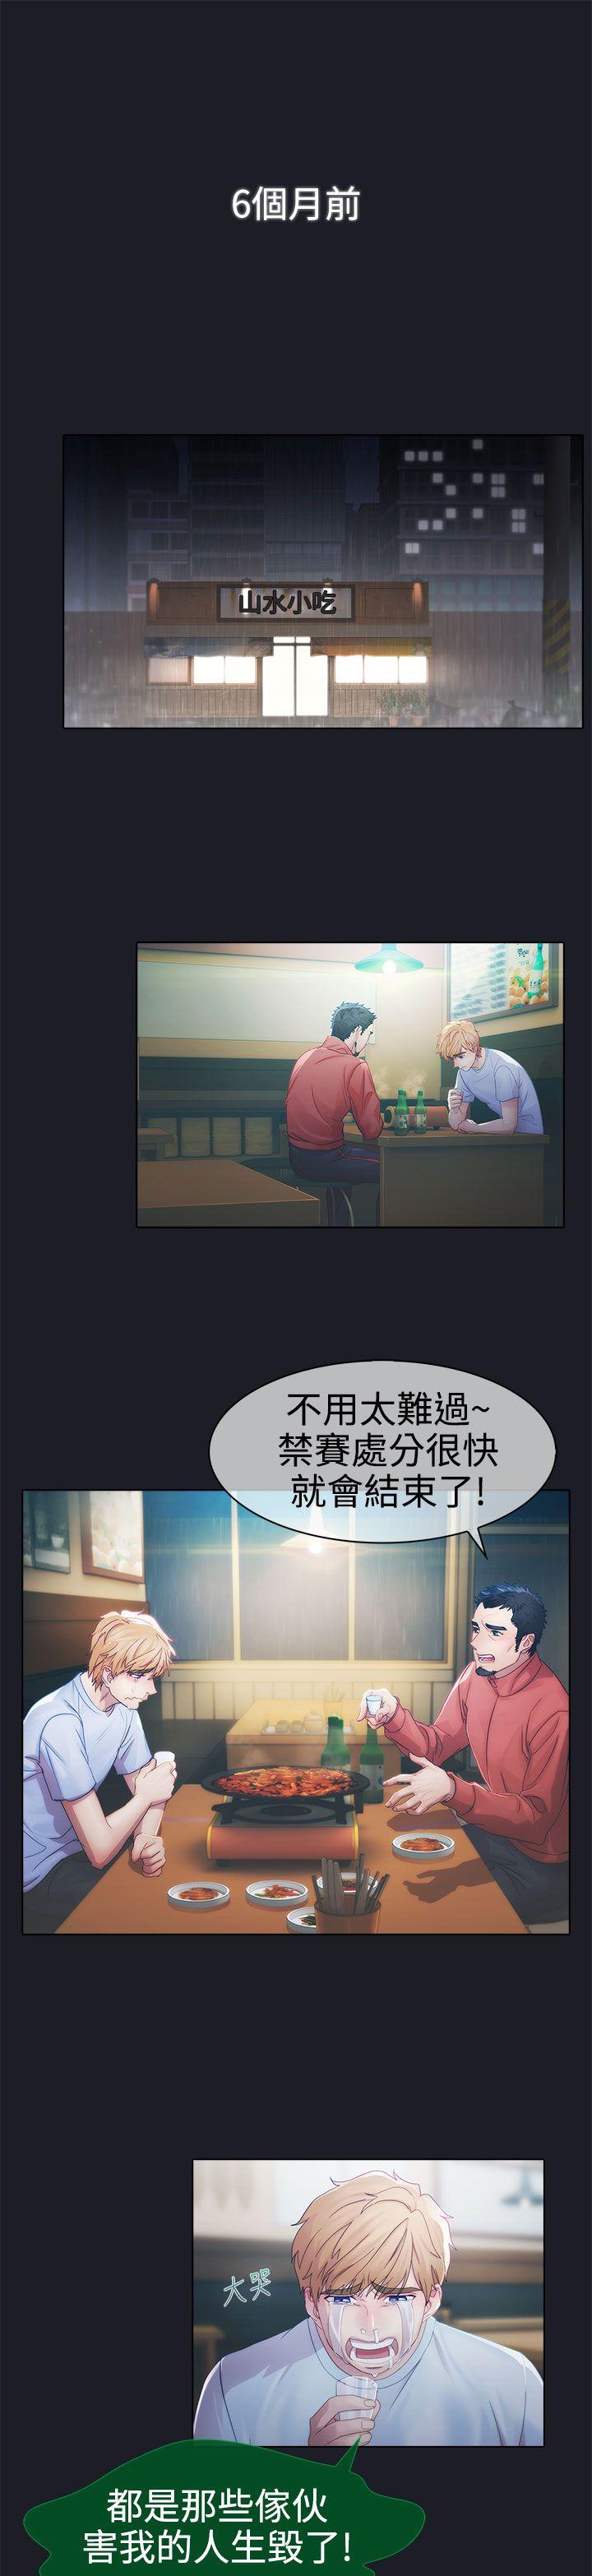 6個月前
山水小吃
不用太難過~
禁賽處分很快
就會結束了!
大哭
都是那些傢伙
害我的人生毀了!